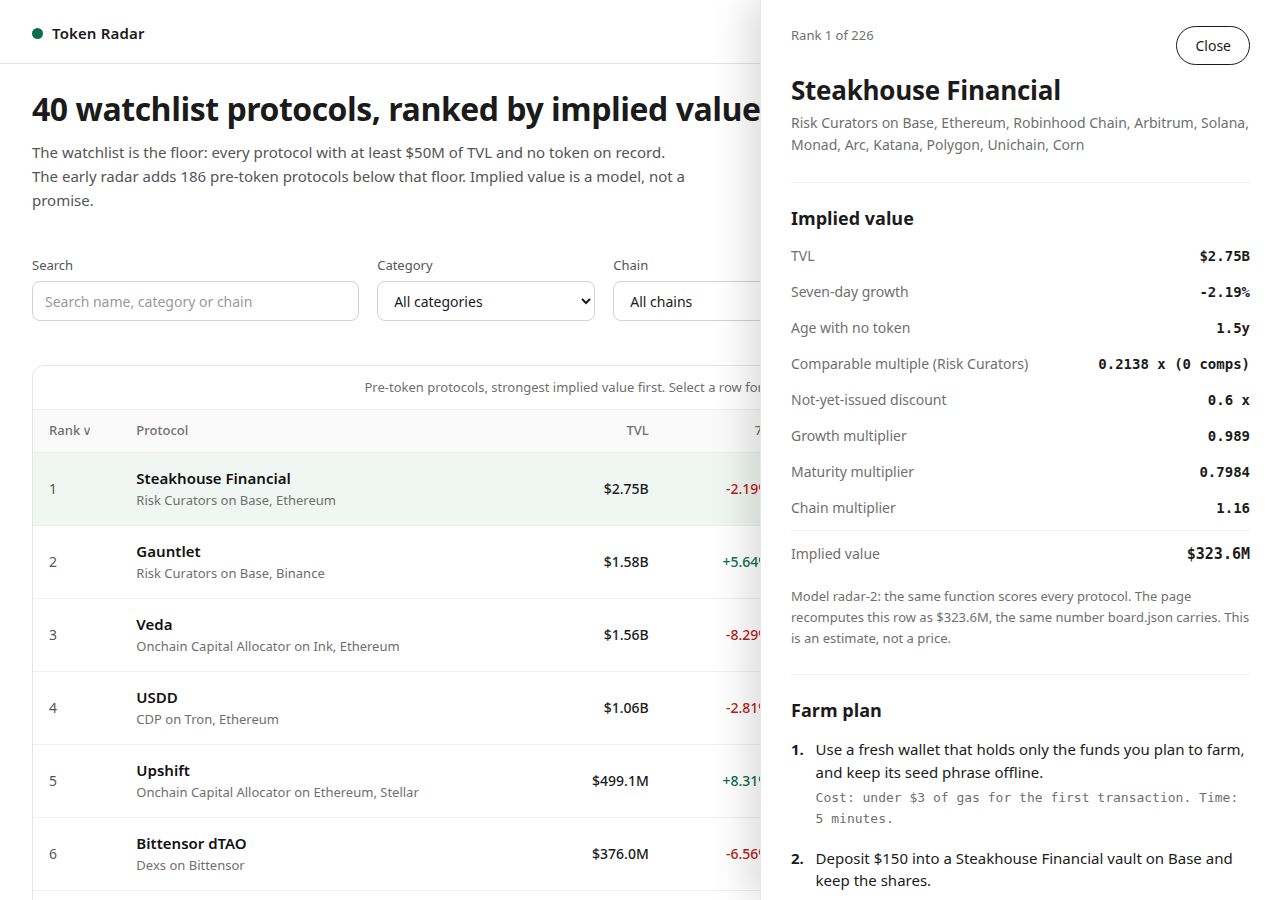 Token Radar
40 watchlist protocols, ranked by implied value
The watchlist is the floor: every protocol with at least $50M of TVL and no token on record.
The early radar adds 186 pre-token protocols below that floor. Implied value is a model, not a
promise.
Search
Category
Chain
Search name, category or chain
All categories
All chains
Pre-token protocols, strongest implied value first. Select a row for
Rank ∨
Protocol
TVL
7
1
Steakhouse Financial
Risk Curators on Base, Ethereum
$2.75B
-2.19%
2
Gauntlet
Risk Curators on Base, Binance
$1.58B
+5.64%
3
Veda
Onchain Capital Allocator on Ink, Ethereum
$1.56B
-8.29%
4
USDD
CDP on Tron, Ethereum
$1.06B
-2.81%
5
Upshift
Onchain Capital Allocator on Ethereum, Stellar
$499.1M
+8.31%
6
Bittensor dTAO
Dexs on Bittensor
$376.0M
-6.56%
Rank 1 of 226
Close
Steakhouse Financial
Risk Curators on Base, Ethereum, Robinhood Chain, Arbitrum, Solana,
Monad, Arc, Katana, Polygon, Unichain, Corn
Implied value
TVL $2.75B
Seven-day growth -2.19%
Age with no token 1.5y
Comparable multiple (Risk Curators) 0.2138 x (0 comps)
Not-yet-issued discount 0.6 x
Growth multiplier 0.989
Maturity multiplier 0.7984
Chain multiplier 1.16
Implied value $323.6M
Model radar-2: the same function scores every protocol. The page
recomputes this row as $323.6M, the same number board.json carries. This
is an estimate, not a price.
Farm plan
1. Use a fresh wallet that holds only the funds you plan to farm,
and keep its seed phrase offline.
Cost: under $3 of gas for the first transaction. Time:
5 minutes.
2. Deposit $150 into a Steakhouse Financial vault on Base and
keep the shares.